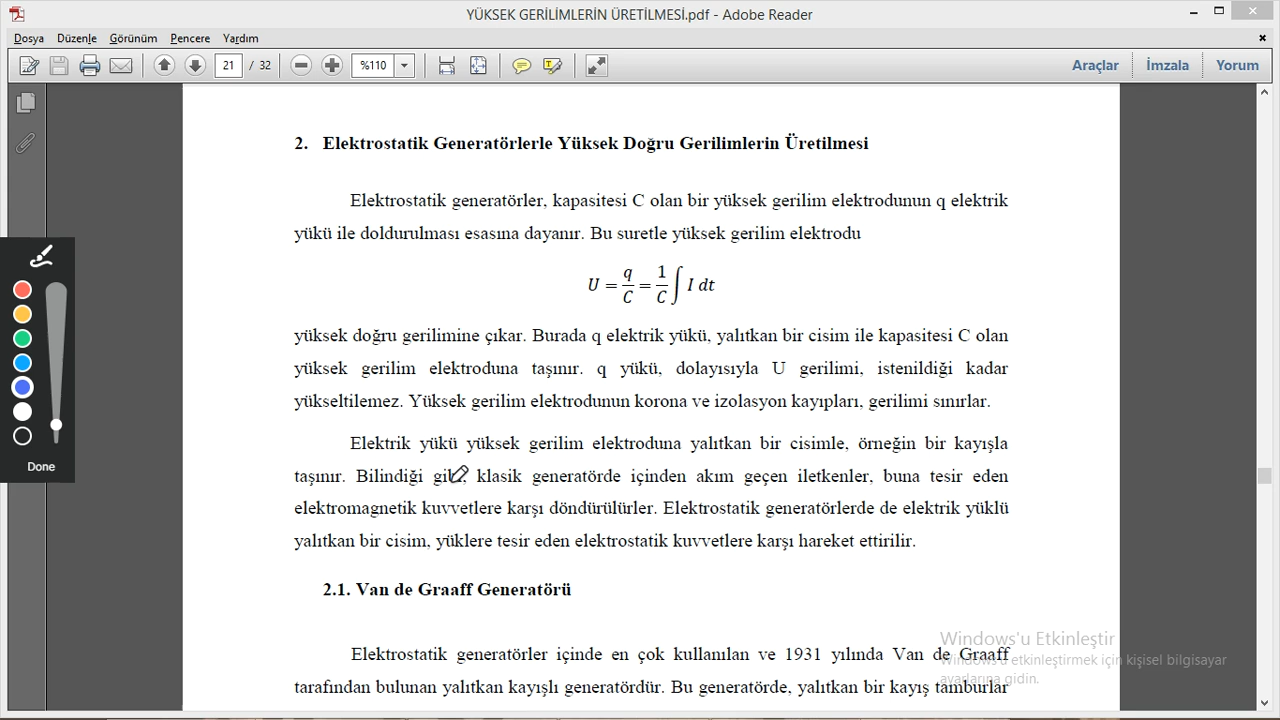 YÜKSEK GERİLİMLERİN ÜRETİLMESİ.pdf - Adobe Reader
Dosya Düzenle Görünüm Pencere Yardım
21 / 32 %110 Araçlar İmzala Yorum
2. Elektrostatik Generatörlerle Yüksek Doğru Gerilimlerin Üretilmesi
Elektrostatik generatörler, kapasitesi C olan bir yüksek gerilim elektrodunun q elektrik
yükü ile doldurulması esasına dayanır. Bu suretle yüksek gerilim elektrodu
U = q/C = 1/C ∫ I dt
yüksek doğru gerilimine çıkar. Burada q elektrik yükü, yalıtkan bir cisim ile kapasitesi C olan
yüksek gerilim elektroduna taşınır. q yükü, dolayısıyla U gerilimi, istenildiği kadar
yükseltilemez. Yüksek gerilim elektrodunun korona ve izolasyon kayıpları, gerilimi sınırlar.
Elektrik yükü yüksek gerilim elektroduna yalıtkan bir cisimle, örneğin bir kayışla
taşınır. Bilindiği klasik generatörde içinden akım geçen iletkenler, buna tesir eden
elektromagnetik kuvvetlere karşı döndürülürler. Elektrostatik generatörlerde de elektrik yüklü
yalıtkan bir cisim, yüklere tesir eden elektrostatik kuvvetlere karşı hareket ettirilir.
2.1. Van de Graaff Generatörü
Elektrostatik generatörler içinde en çok kullanılan ve 1931 yılında Van de Graaff
tarafından bulunan yalıtkan kayışlı generatördür. Bu generatörde, yalıtkan bir kayış tamburlar
Done
Windows'u Etkinleştir
Windows'u etkinleştirmek için kişisel bilgisayar
ayarlarına gidin.